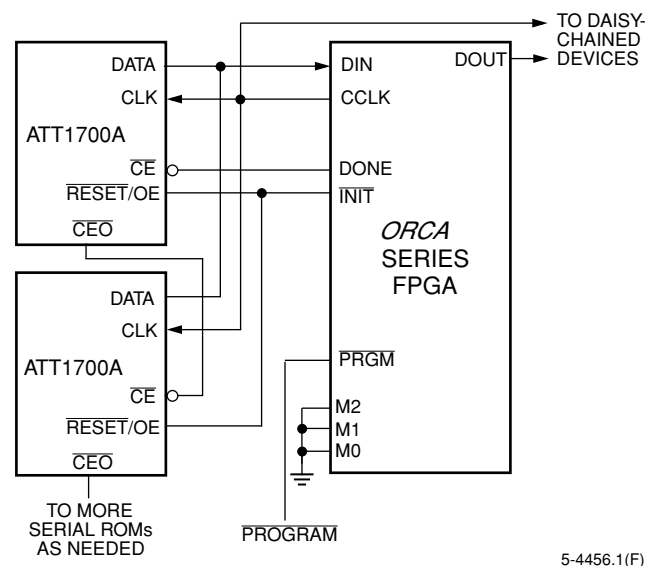 TO DAISY-
CHAINED
DEVICES
DATA
CLK
ATT1700A
CE
RESET/OE
CEO
DIN
DOUT
CCLK
DONE
INIT
ORCA
SERIES
FPGA
PRGM
M2
M1
M0
DATA
CLK
ATT1700A
CE
RESET/OE
CEO
TO MORE
SERIAL ROMs
AS NEEDED
PROGRAM
5-4456.1(F)